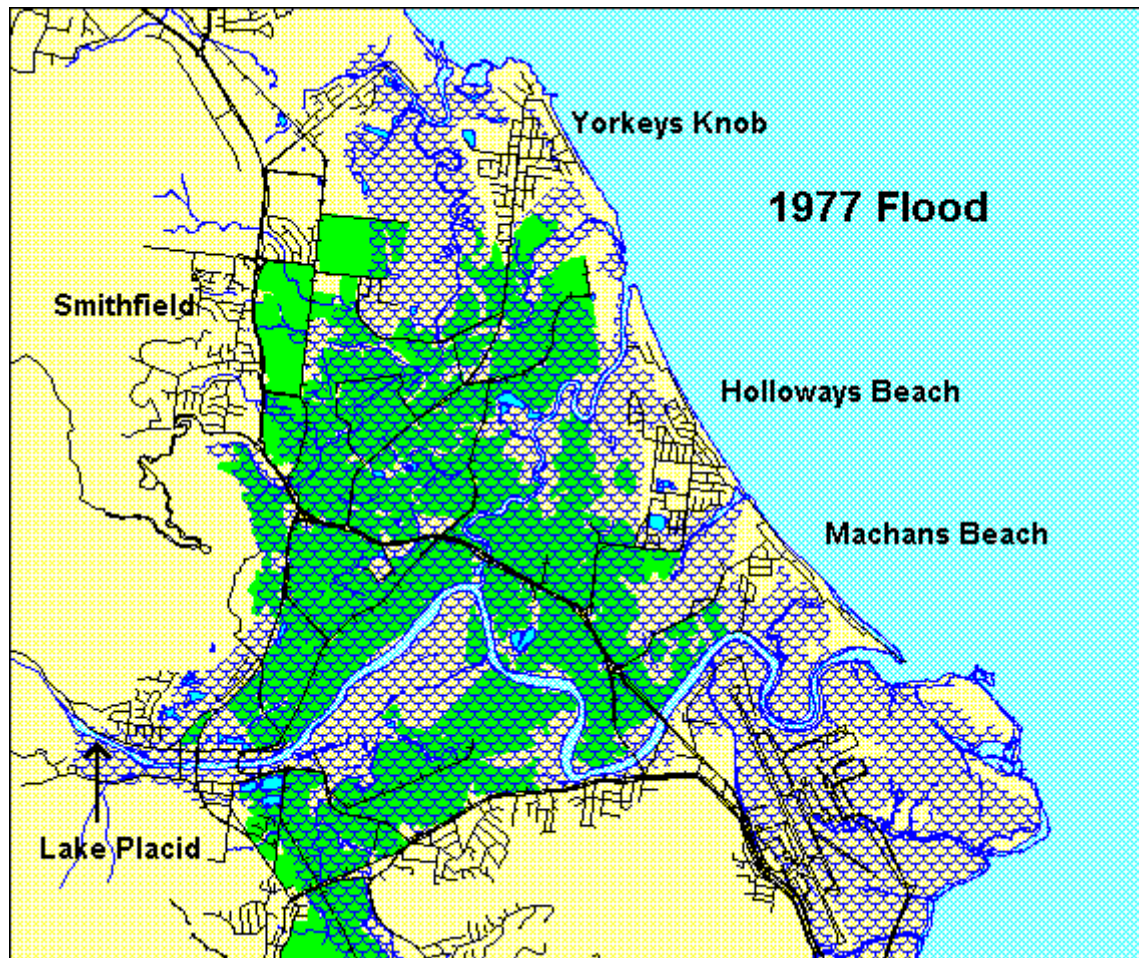 Yorkeys Knob
1977 Flood
Smithfield
Holloways Beach
Machans Beach
Lake Placid